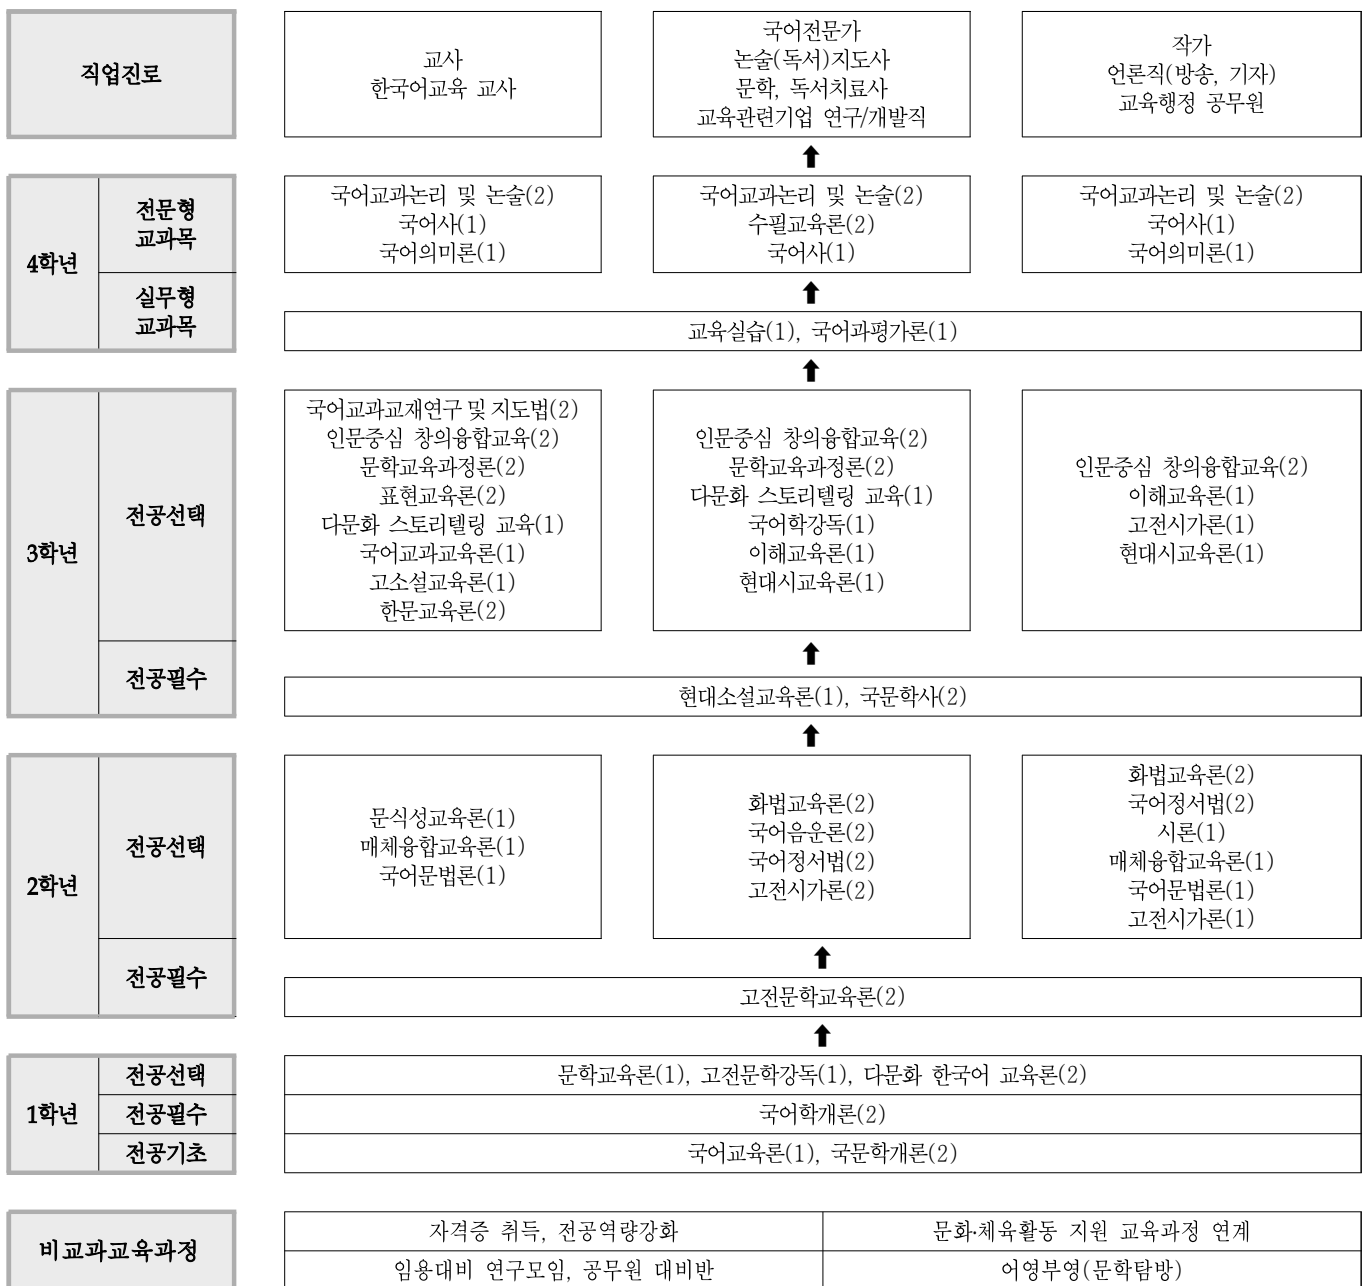 직업진로
교사
한국어교육 교사
국어전문가
논술(독서)지도사
문학, 독서치료사
교육관련기업 연구/개발직
작가
언론직(방송, 기자)
교육행정 공무원
4학년
전문형
교과목
국어교과논리 및 논술(2)
국어사(1)
국어의미론(1)
국어교과논리 및 논술(2)
수필교육론(2)
국어사(1)
국어교과논리 및 논술(2)
국어사(1)
국어의미론(1)
실무형
교과목
교육실습(1), 국어과평가론(1)
3학년
전공선택
국어교과교재연구 및 지도법(2)
인문중심 창의융합교육(2)
문학교육과정론(2)
표현교육론(2)
다문화 스토리텔링 교육(1)
국어교과교육론(1)
고소설교육론(1)
한문교육론(2)
인문중심 창의융합교육(2)
문학교육과정론(2)
다문화 스토리텔링 교육(1)
국어학강독(1)
이해교육론(1)
현대시교육론(1)
인문중심 창의융합교육(2)
이해교육론(1)
고전시가론(1)
현대시교육론(1)
전공필수
현대소설교육론(1), 국문학사(2)
2학년
전공선택
문식성교육론(1)
매체융합교육론(1)
국어문법론(1)
화법교육론(2)
국어음운론(2)
국어정서법(2)
고전시가론(2)
화법교육론(2)
국어정서법(2)
시론(1)
매체융합교육론(1)
국어문법론(1)
고전시가론(1)
전공필수
고전문학교육론(2)
1학년
전공선택
문학교육론(1), 고전문학강독(1), 다문화 한국어 교육론(2)
전공필수
국어학개론(2)
전공기초
국어교육론(1), 국문학개론(2)
비교과교육과정
자격증 취득, 전공역량강화
문화·체육활동 지원 교육과정 연계
임용대비 연구모임, 공무원 대비반
어영부영(문학탐방)